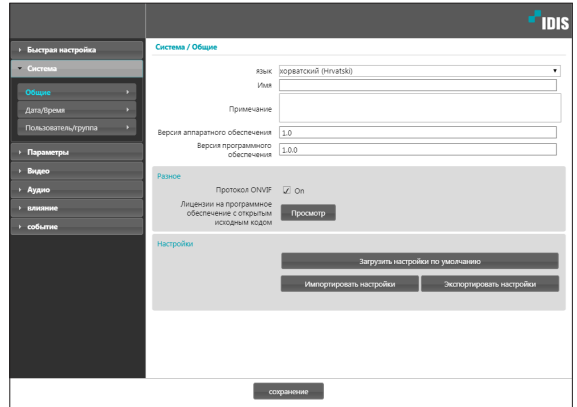 IDIS
Быстрая настройка
Система
Общие
Дата/Время
Пользователь/группа
Параметры
Видео
Аудио
влияние
событие
Система / Общие
язык хорватский (Hrvatski)
Имя
Примечание
Версия аппаратного обеспечения 1.0
Версия программного
обеспечения 1.0.0
Разное
Протокол ONVIF On
Лицензии на программное
обеспечение с открытым
исходным кодом Просмотр
Настройки
Загрузить настройки по умолчанию
Импортировать настройки Экспортировать настройки
сохранение